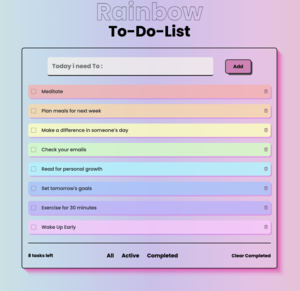 Rainbow
To-Do-List
Today i need To :
Add
Meditate
Plan meals for next week
Make a difference in someone's day
Check your emails
Read for personal growth
Set tomorrow's goals
Exercise for 30 minutes
Wake Up Early
8 tasks left
All Active Completed
Clear Completed